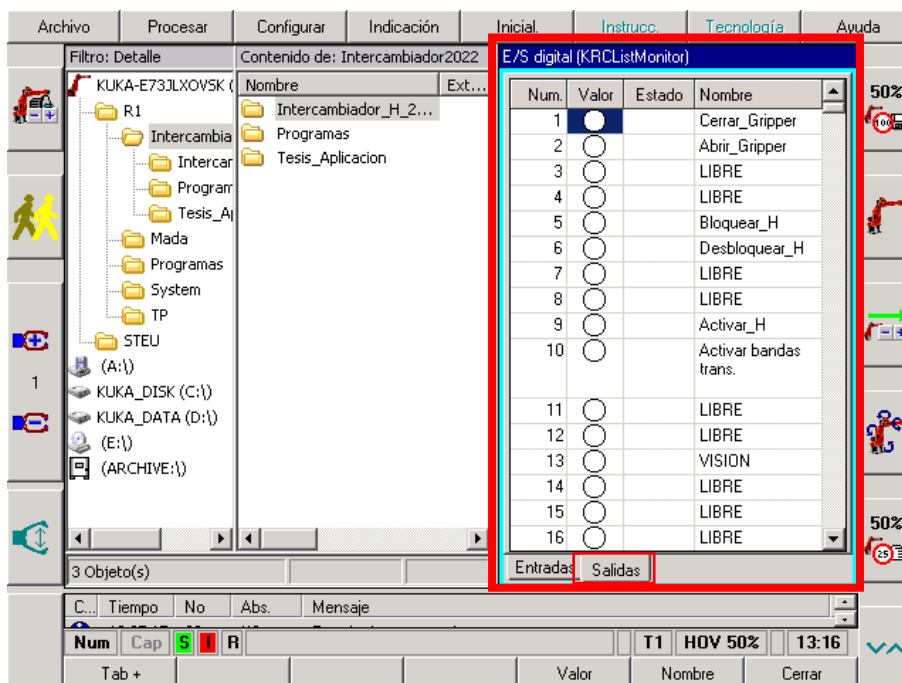 Archivo Procesar Configurar Indicación Inicial. Instrucc. Tecnología Ayuda
Filtro: Detalle
KUKA-E73JLXOVSK (
R1
Intercambia
Intercar
Program
Tesis_A
Mada
Programas
System
TP
STEU
(A:\)
KUKA_DISK (C:\)
KUKA_DATA (D:\)
(E:\)
(ARCHIVE:\)
Contenido de: Intercambiador2022
Nombre Ext...
Intercambiador_H_2...
Programas
Tesis_Aplicacion
E/S digital (KRCListMonitor)
Num. Valor Estado Nombre
1 Cerrar_Gripper
2 Abrir_Gripper
3 LIBRE
4 LIBRE
5 Bloquear_H
6 Desbloquear_H
7 LIBRE
8 LIBRE
9 Activar_H
10 Activar bandas
trans.
11 LIBRE
12 LIBRE
13 VISION
14 LIBRE
15 LIBRE
16 LIBRE
Entradas Salidas
50%
100
1
50%
25
3 Objeto(s)
C... Tiempo No Abs. Mensaje
Num Cap S I R T1 HOV 50% 13:16
Tab + Valor Nombre Cerrar